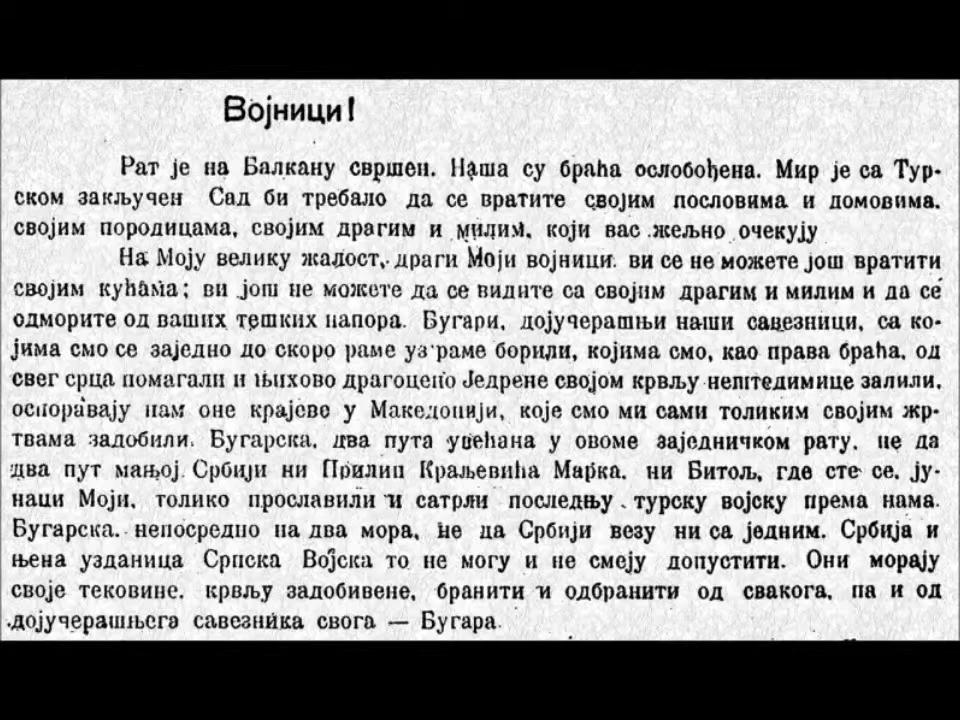 Војници!
Рат је на Балкану свршен. Наша су браћа ослобођена. Мир је са Тур-
ском закључен Сад би требало да се вратите својим пословима и домовима.
својим породицама, својим драгим и милим, који вас жељно очекују
На Моју велику жалост, драги Моји војници. ви се не можете још вратити
својим кућама; ви још не можете да се видите са својим драгим и милим и да се
одморите од ваших тешких напора. Бугари, дојучерашњи наши савезници, са ко-
јима смо се заједно до скоро раме уз раме борили, којима смо, као права браћа, од
свег срца помагали и њихово драгоцено Једрене својом крвљу нештедимице залили,
оспоравају нам оне крајеве у Македонији, које смо ми сами толиким својим жр-
твама задобили. Бугарска, два пута увећана у овоме заједничком рату, не да
два пут мањој Србији ни Прилип Краљевића Марка, ни Битољ, где сте се, ју-
наци Моји, толико прославили и сатрли последњу турску војску према нама.
Бугарска, непосредно на два мора, не да Србији везу ни са једним. Србија и
њена узданица Српска Војска то не могу и не смеју допустити. Они морају
своје тековине, крвљу задобивене, бранити и одбранити од свакога, па и од
дојучерашњега савезника свога — Бугара.